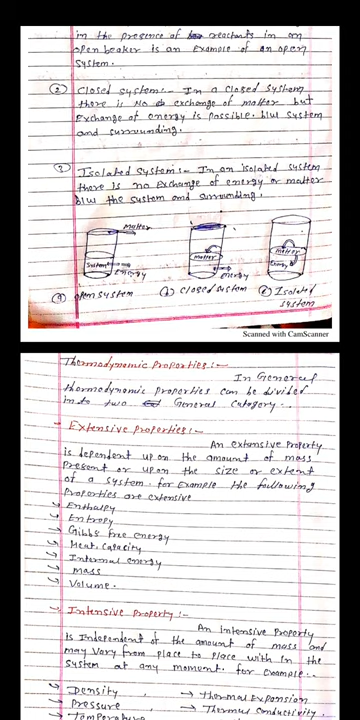 in the presence of reactants in an
open beaker is an example of an open
system.
② Closed system:- In a closed system
there is no exchange of matter but
Exchange of energy is possible. b/w system
and surrounding.
③ Isolated system:- In an isolated system
there is no exchange of energy or matter
b/w the system and surrounding.
Matter
System
Energy
Matter
Energy
Matter
Energy
(a) open system
(b) closed system
(c) Isolated
system
Scanned with CamScanner
Thermodynamic Properties:-
In General
thermodynamic properties can be divided
into two General Category:-
Extensive Properties:-
An extensive Property
is dependent upon the amount of mass
present or upon the size or extent
of a system. for Example the following
Properties are extensive
→ Enthalpy
→ Entropy
→ Gibbs free energy
→ Heat capacity
→ Internal energy
→ Mass
→ Volume.
Intensive Property:-
An Intensive Property
is Independent of the amount of mass and
may vary from place to place with in the
system at any moment. for Example:-
→ Density, → Thermal Expansion
→ Pressure, → Thermal Conductivity.
→ Temperature